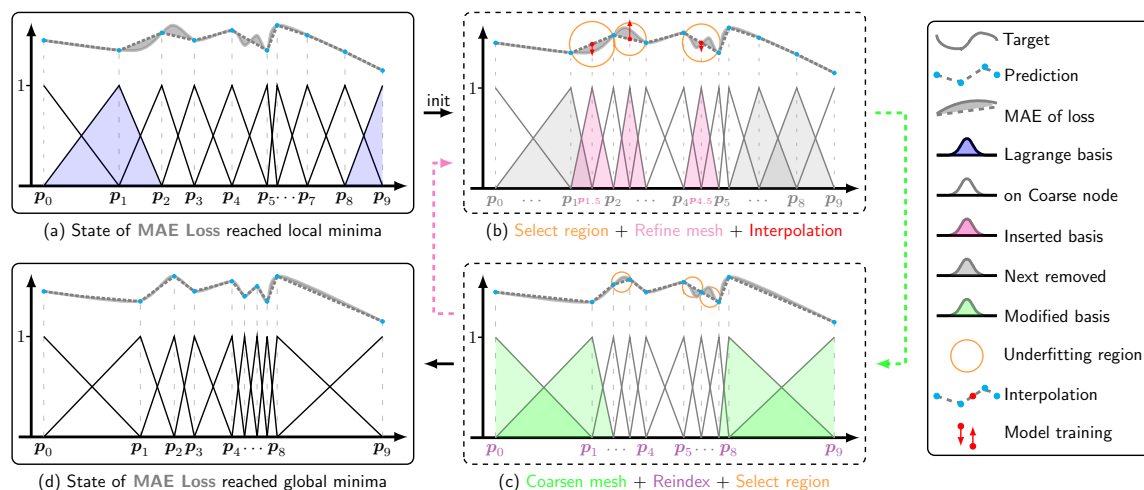 1
p0 p1 p2 p3 p4 p5 ··· p7 p8 p9
(a) State of MAE Loss reached local minima
init
1
p0 ··· p1 p1.5 p2 ··· p4 p4.5 p5 ··· p8 p9
(b) Select region + Refine mesh + Interpolation
1
p0 p1 p2 p3 p4 ··· p8 p9
(d) State of MAE Loss reached global minima
p0 p1 ··· p4 p5 ··· p8 p9
(c) Coarsen mesh + Reindex + Select region
Target
Prediction
MAE of loss
Lagrange basis
on Coarse node
Inserted basis
Next removed
Modified basis
Underfitting region
Interpolation
Model training